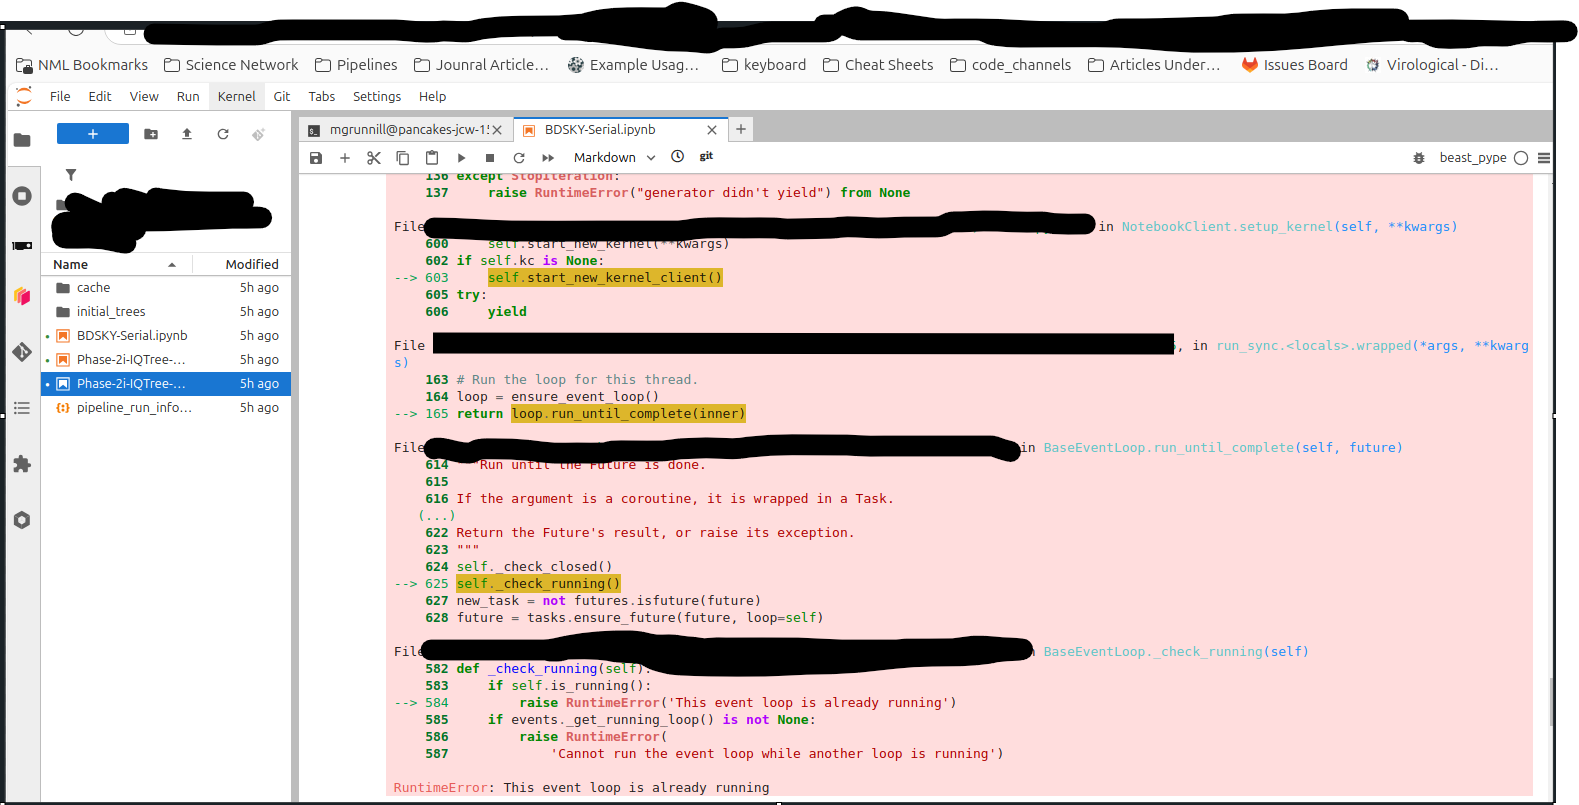 NML Bookmarks Science Network Pipelines Jounral Article... Example Usag... keyboard Cheat Sheets code_channels Articles Under... Issues Board Virological - Di...
File Edit View Run Kernel Git Tabs Settings Help
mgrunnill@pancakes-jcw-1 BDSKY-Serial.ipynb
Markdown git beast_pype
Name Modified
cache 5h ago
initial_trees 5h ago
BDSKY-Serial.ipynb 5h ago
Phase-2i-IQTree-... 5h ago
Phase-2i-IQTree-... 5h ago
pipeline_run_info... 5h ago
136 except StopIteration:
137 raise RuntimeError("generator didn't yield") from None
File in NotebookClient.setup_kernel(self, **kwargs)
600 self.start_new_kernel(**kwargs)
602 if self.kc is None:
--> 603 self.start_new_kernel_client()
605 try:
606 yield
File , in run_sync.<locals>.wrapped(*args, **kwarg
s)
163 # Run the loop for this thread.
164 loop = ensure_event_loop()
--> 165 return loop.run_until_complete(inner)
File in BaseEventLoop.run_until_complete(self, future)
614 "Run until the Future is done.
615
616 If the argument is a coroutine, it is wrapped in a Task.
(...)
622 Return the Future's result, or raise its exception.
623 """
624 self._check_closed()
--> 625 self._check_running()
627 new_task = not futures.isfuture(future)
628 future = tasks.ensure_future(future, loop=self)
File BaseEventLoop._check_running(self)
582 def _check_running(self):
583 if self.is_running():
--> 584 raise RuntimeError('This event loop is already running')
585 if events._get_running_loop() is not None:
586 raise RuntimeError(
587 'Cannot run the event loop while another loop is running')
RuntimeError: This event loop is already running